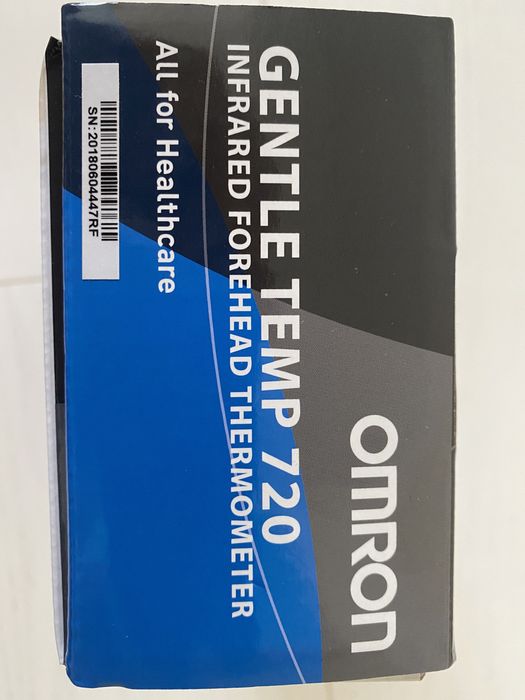 OMRON
GENTLE TEMP 720
INFRARED FOREHEAD THERMOMETER
All for Healthcare
SN:20180604447RF